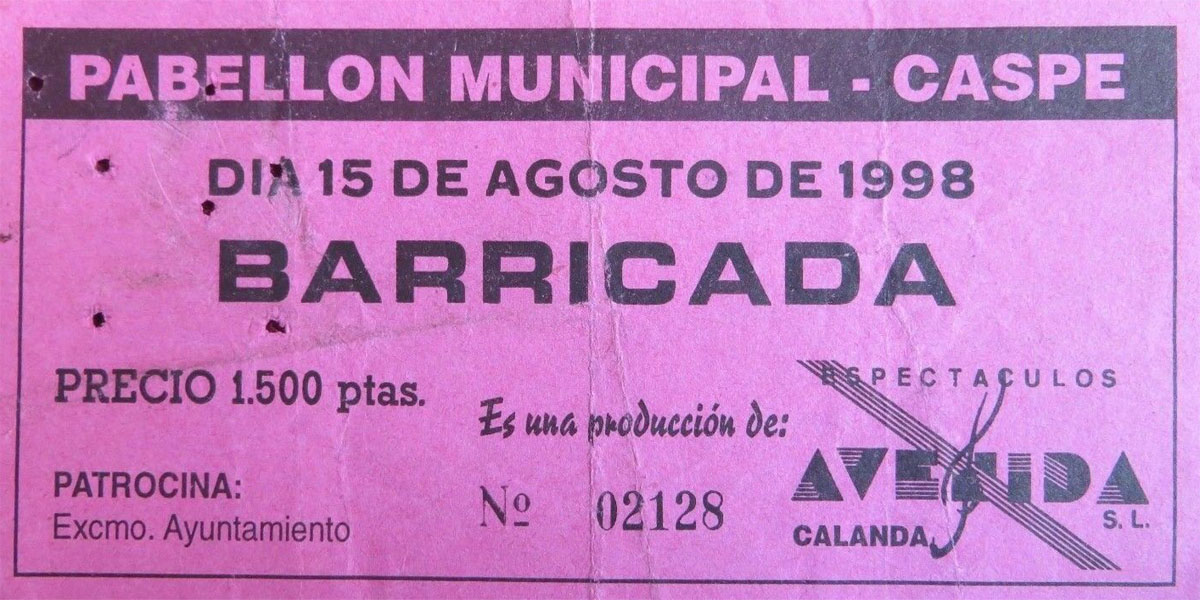 PABELLON MUNICIPAL - CASPE
DIA 15 DE AGOSTO DE 1998
BARRICADA
PRECIO 1.500 ptas.
Es una producción de:
ESPECTACULOS
AVENIDA
S. L.
CALANDA
PATROCINA:
Excmo. Ayuntamiento
Nº 02128